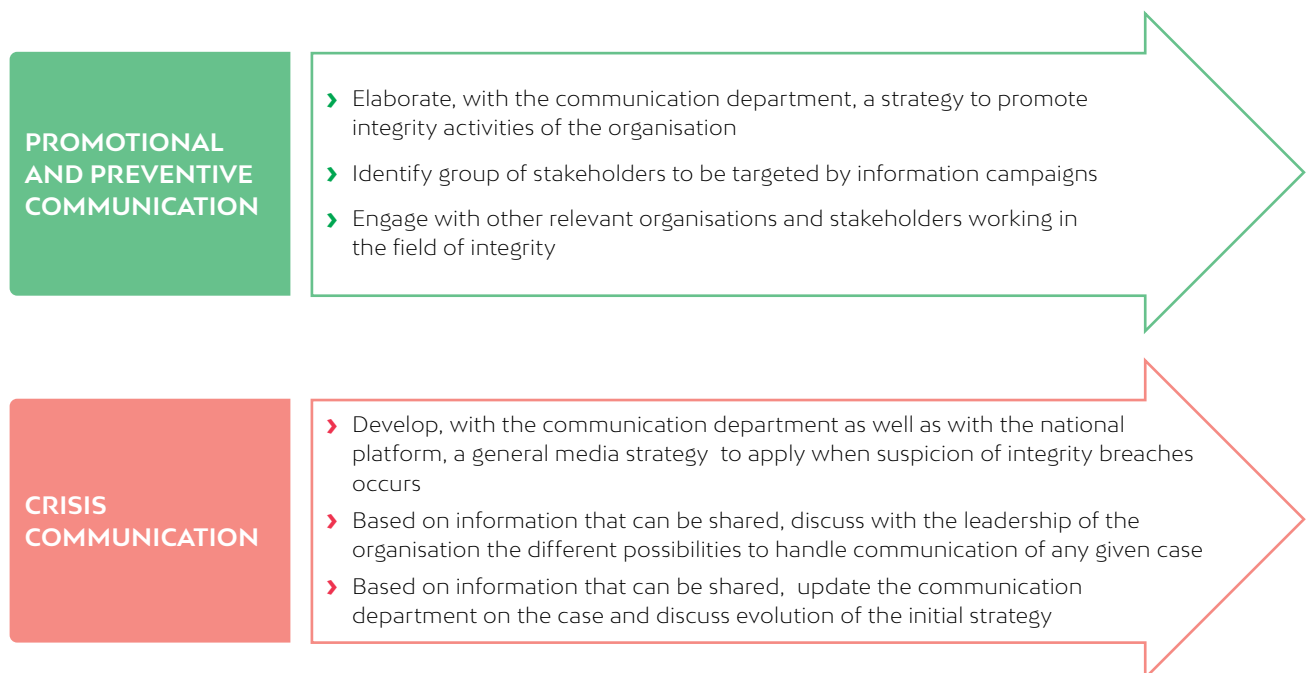 PROMOTIONAL
AND PREVENTIVE
COMMUNICATION
› Elaborate, with the communication department, a strategy to promote
integrity activities of the organisation
› Identify group of stakeholders to be targeted by information campaigns
› Engage with other relevant organisations and stakeholders working in
the field of integrity
CRISIS
COMMUNICATION
› Develop, with the communication department as well as with the national
platform, a general media strategy  to apply when suspicion of integrity breaches
occurs
› Based on information that can be shared, discuss with the leadership of the
organisation the different possibilities to handle communication of any given case
› Based on information that can be shared,  update the communication
department on the case and discuss evolution of the initial strategy